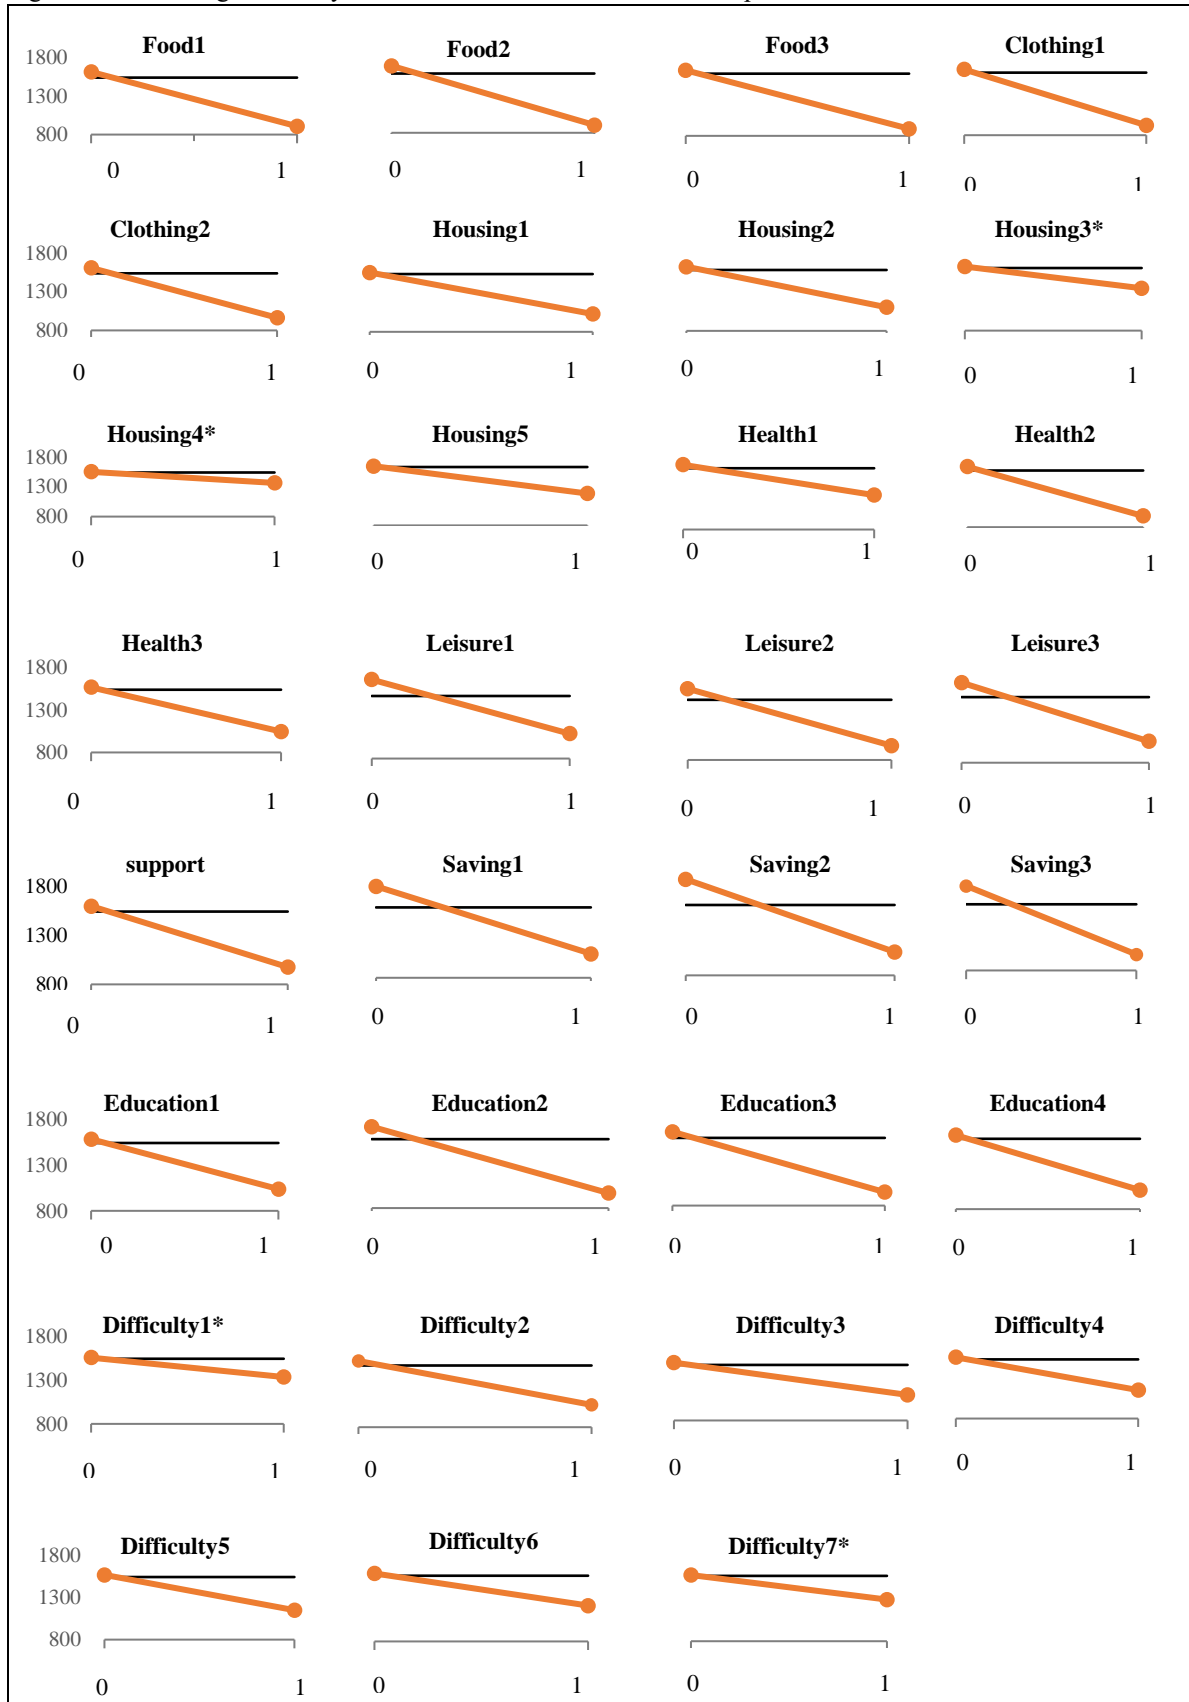 Food1 Food2 Food3 Clothing1
1800
1300
800
0 1 0 1 0 1 0 1
Clothing2 Housing1 Housing2 Housing3*
1800
1300
800
0 1 0 1 0 1 0 1
Housing4* Housing5 Health1 Health2
1800
1300
800
0 1 0 1 0 1 0 1
Health3 Leisure1 Leisure2 Leisure3
1800
1300
800
0 1 0 1 0 1 0 1
support Saving1 Saving2 Saving3
1800
1300
800
0 1 0 1 0 1 0 1
Education1 Education2 Education3 Education4
1800
1300
800
0 1 0 1 0 1 0 1
Difficulty1* Difficulty2 Difficulty3 Difficulty4
1800
1300
800
0 1 0 1 0 1 0 1
Difficulty5 Difficulty6 Difficulty7*
1800
1300
800
0 1 0 1 0 1